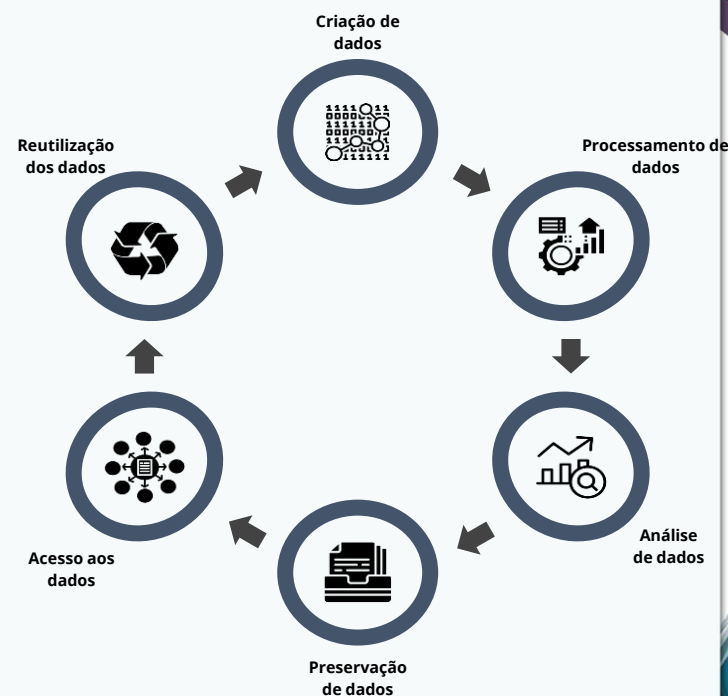 Criação de
dados
Processamento de
dados
Análise
de dados
Preservação
de dados
Acesso aos
dados
Reutilização
dos dados